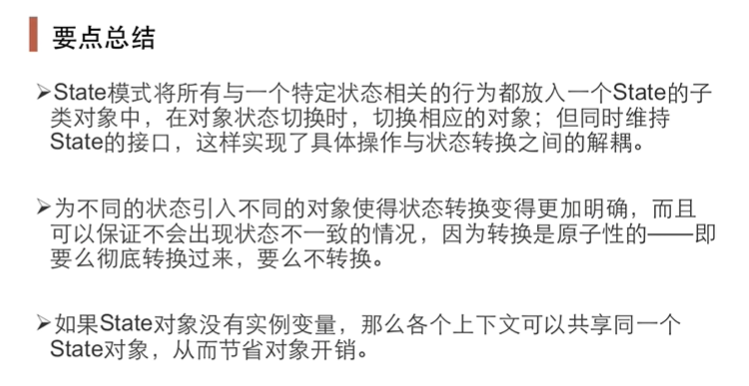 要点总结
➢State模式将所有与一个特定状态相关的行为都放入一个State的子
类对象中，在对象状态切换时，切换相应的对象；但同时维持
State的接口，这样实现了具体操作与状态转换之间的解耦。
➢为不同的状态引入不同的对象使得状态转换变得更加明确，而且
可以保证不会出现状态不一致的情况，因为转换是原子性的——即
要么彻底转换过来，要么不转换。
➢如果State对象没有实例变量，那么各个上下文可以共享同一个
State对象，从而节省对象开销。